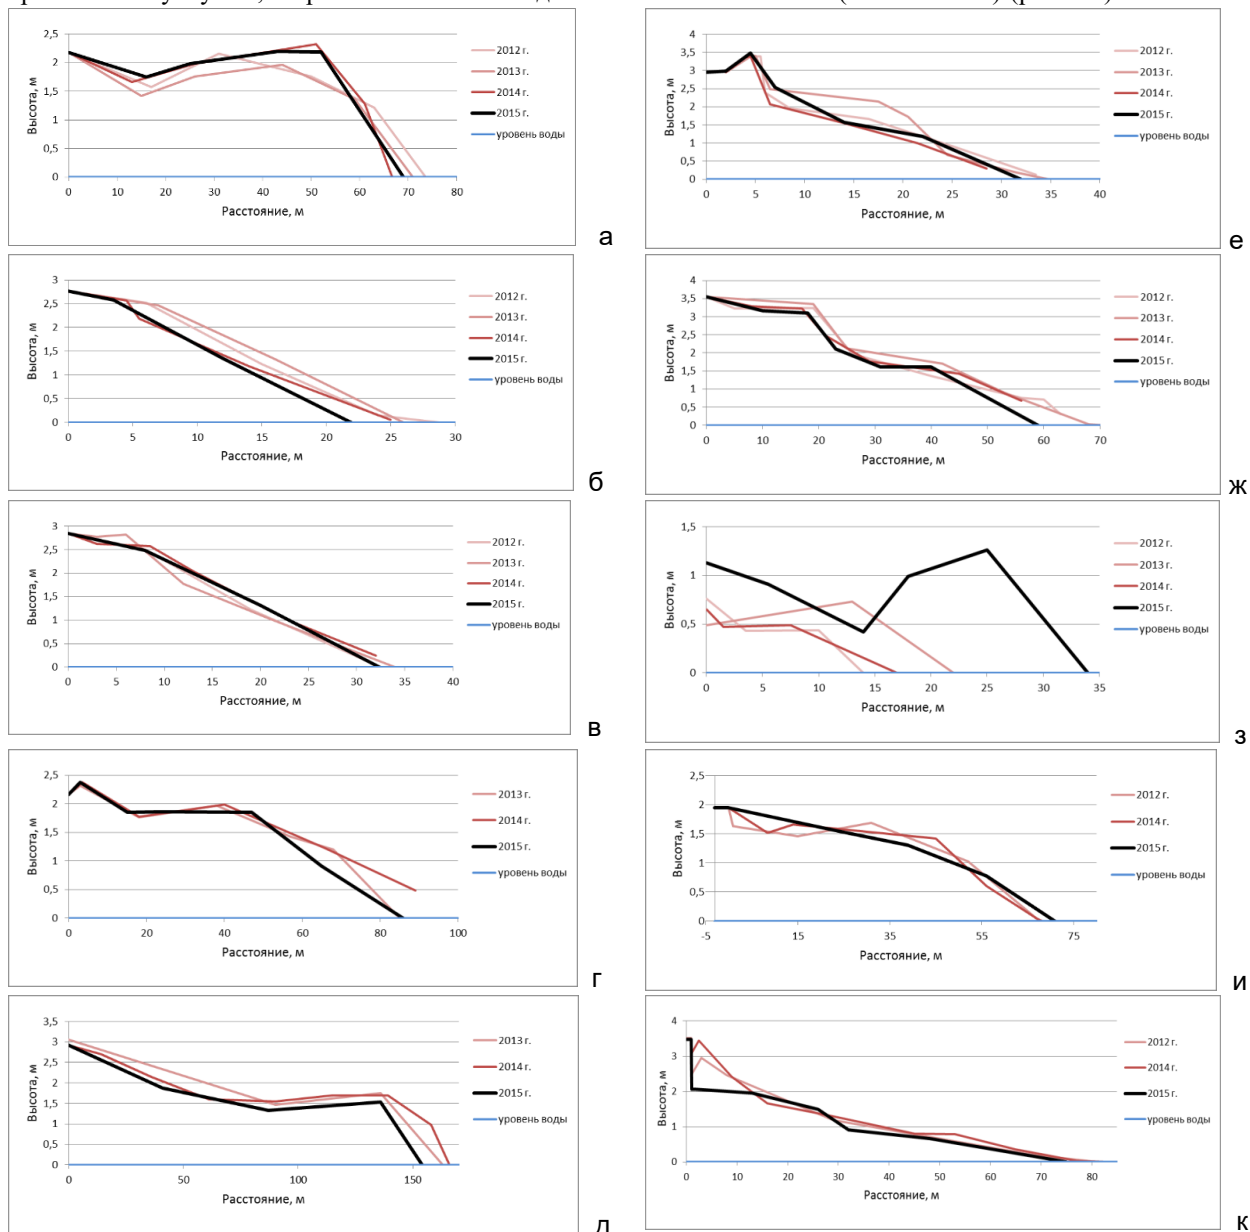 2,5
2
1,5
1
0,5
0
0 10 20 30 40 50 60 70 80
Высота, м
Расстояние, м
2012 г.
2013 г.
2014 г.
2015 г.
уровень воды
а
4
3,5
3
2,5
2
1,5
1
0,5
0
0 5 10 15 20 25 30 35 40
Высота, м
Расстояние, м
2012 г.
2013 г.
2014 г.
2015 г.
уровень воды
е
3
2,5
2
1,5
1
0,5
0
0 5 10 15 20 25 30
Высота, м
Расстояние, м
2012 г.
2013 г.
2014 г.
2015 г.
уровень воды
б
4
3,5
3
2,5
2
1,5
1
0,5
0
0 10 20 30 40 50 60 70
Высота, м
Расстояние, м
2012 г.
2013 г.
2014 г.
2015 г.
уровень воды
ж
3
2,5
2
1,5
1
0,5
0
0 5 10 15 20 25 30 35 40
Высота, м
Расстояние, м
2012 г.
2013 г.
2014 г.
2015 г.
уровень воды
в
1,5
1
0,5
0
0 5 10 15 20 25 30 35
Высота, м
Расстояние, м
2012 г.
2013 г.
2014 г.
2015 г.
уровень воды
з
2,5
2
1,5
1
0,5
0
0 20 40 60 80 100
Высота, м
Расстояние, м
2013 г.
2014 г.
2015 г.
уровень воды
г
2,5
2
1,5
1
0,5
0
-5 15 35 55 75
Высота, м
Расстояние, м
2012 г.
2014 г.
2015 г.
уровень воды
и
3,5
3
2,5
2
1,5
1
0,5
0
0 50 100 150
Высота, м
Расстояние, м
2013 г.
2014 г.
2015 г.
уровень воды
4
3
2
1
0
0 10 20 30 40 50 60 70 80
Высота, м
Расстояние, м
2012 г.
2014 г.
2015 г.
уровень воды
к